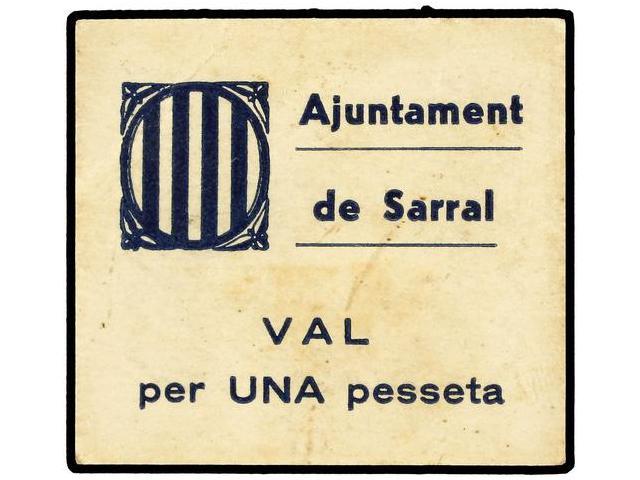 Ajuntament
de Sarral
VAL
per UNA pesseta